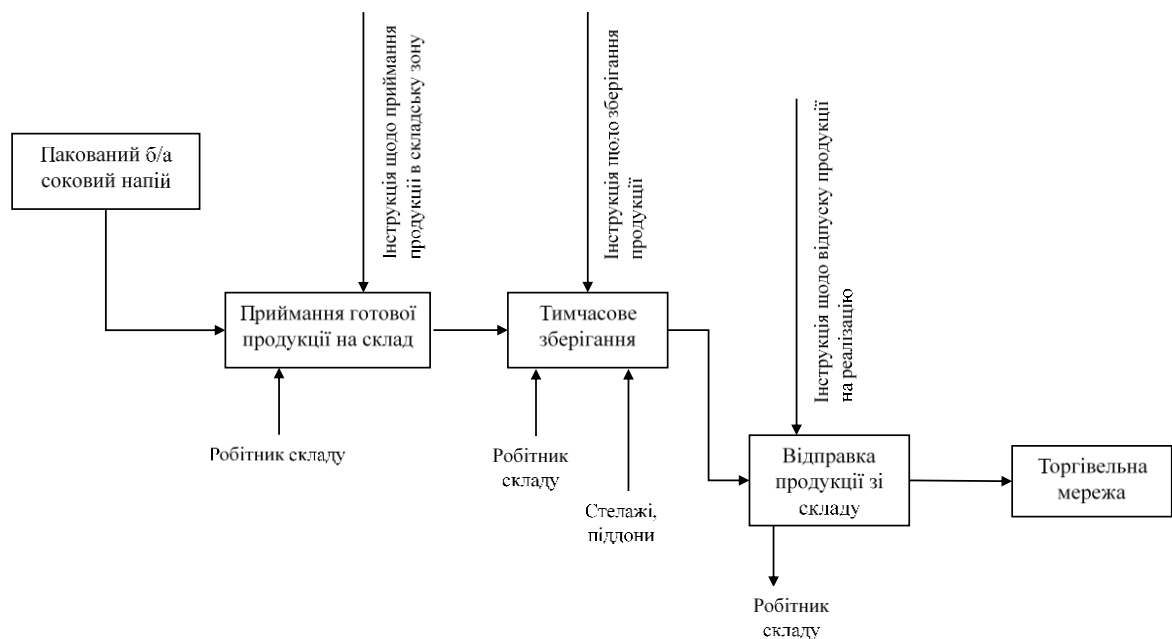 Інструкція щодо приймання
продукції в складську зону
Інструкція щодо зберігання
продукції
Інструкція щодо відпуску продукції
на реалізацію
Пакований б/а
соковий напій
Приймання готової
продукції на склад
Тимчасове
зберігання
Робітник складу
Робітник
складу
Стелажі,
піддони
Відправка
продукції зі
складу
Торгівельна
мережа
Робітник
складу